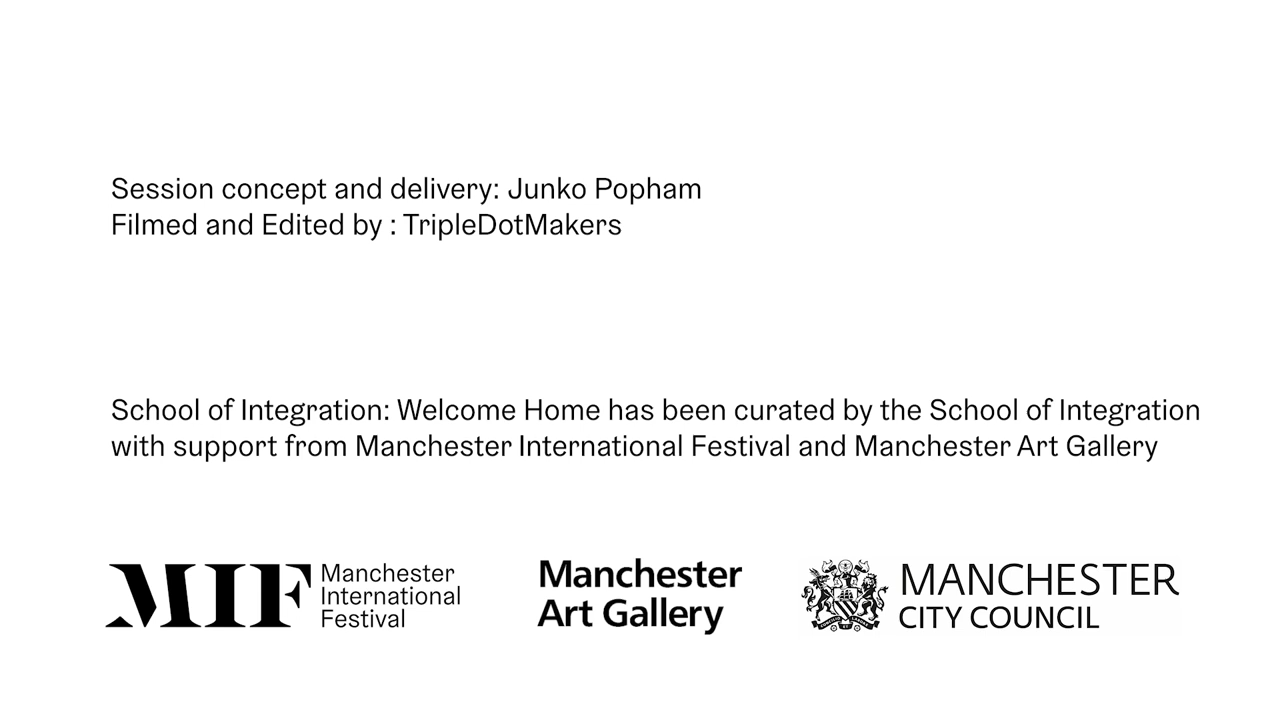 Session concept and delivery: Junko Popham
Filmed and Edited by : TripleDotMakers
School of Integration: Welcome Home has been curated by the School of Integration
with support from Manchester International Festival and Manchester Art Gallery
MIF
Manchester
International
Festival
Manchester
Art Gallery
MANCHESTER
CITY COUNCIL